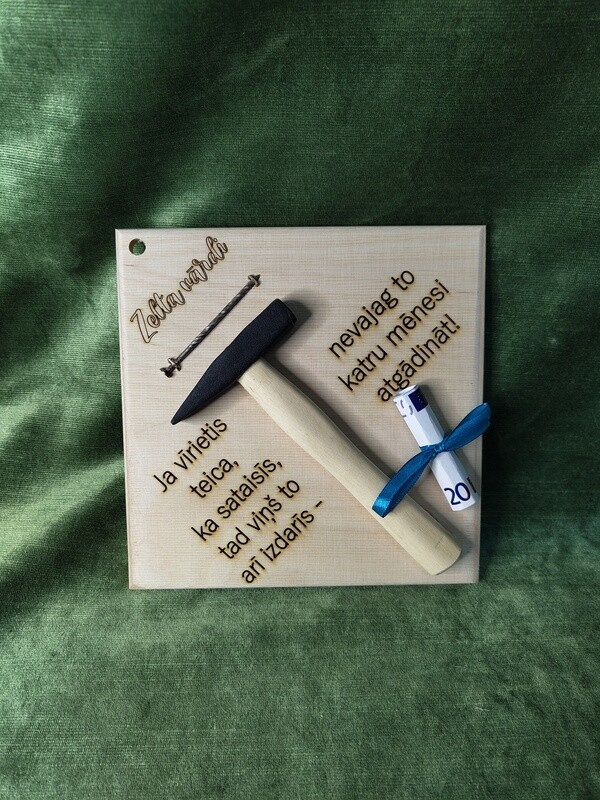 Zelta vārdi
Ja vīrietis
teica,
ka sataisīs,
tad viņš to
arī izdarīs -
nevajag to
katru mēnesi
atgādināt!
20